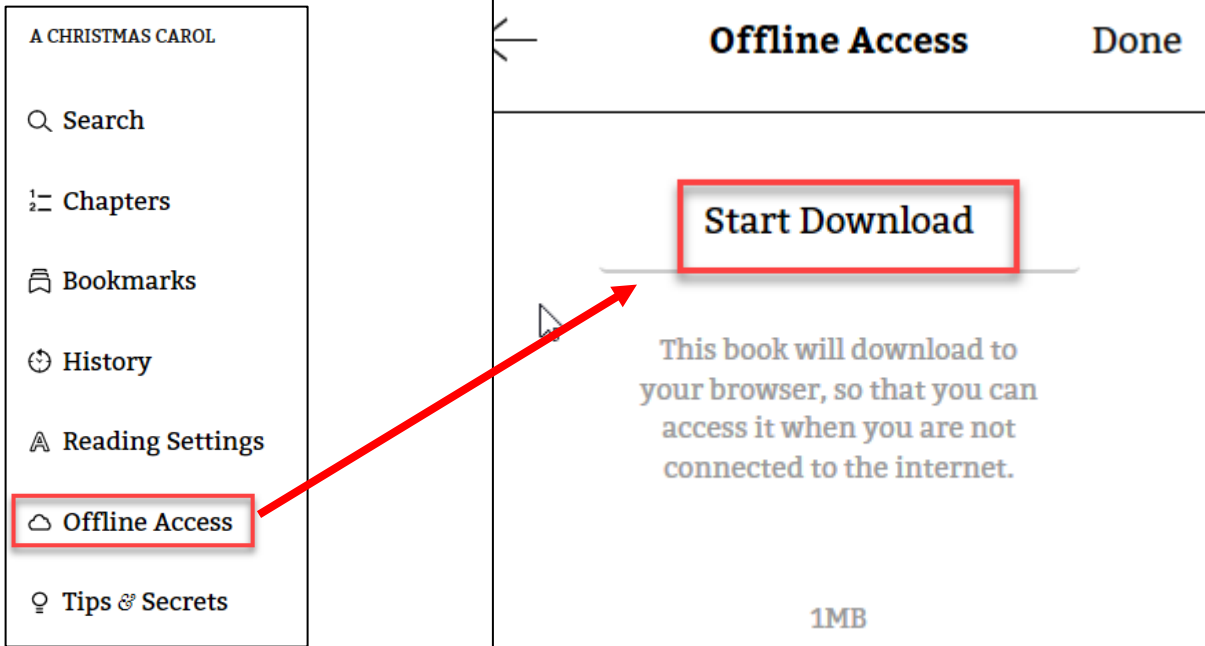 A CHRISTMAS CAROL
Search
Chapters
Bookmarks
History
Reading Settings
Offline Access
Tips & Secrets
Offline Access Done
Start Download
This book will download to
your browser, so that you can
access it when you are not
connected to the internet.
1MB